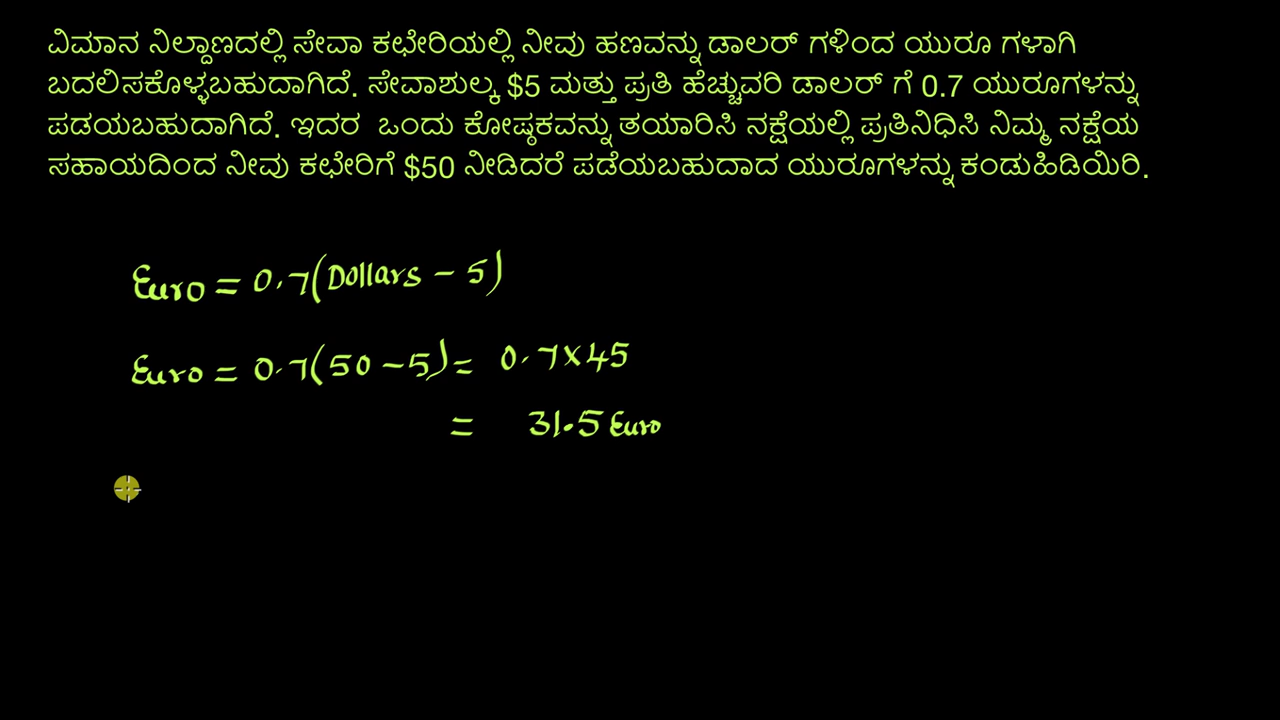 ವಿಮಾನ ನಿಲ್ದಾಣದಲ್ಲಿ ಸೇವಾ ಕಛೇರಿಯಲ್ಲಿ ನೀವು ಹಣವನ್ನು ಡಾಲರ್ ಗಳಿಂದ ಯುರೂ ಗಳಾಗಿ
ಬದಲಿಸಕೊಳ್ಳಬಹುದಾಗಿದೆ. ಸೇವಾಶುಲ್ಕ $5 ಮತ್ತು ಪ್ರತಿ ಹೆಚ್ಚುವರಿ ಡಾಲರ್ ಗೆ 0.7 ಯುರೂಗಳನ್ನು
ಪಡಯಬಹುದಾಗಿದೆ. ಇದರ ಒಂದು ಕೋಷ್ಠಕವನ್ನು ತಯಾರಿಸಿ ನಕ್ಷೆಯಲ್ಲಿ ಪ್ರತಿನಿಧಿಸಿ ನಿಮ್ಮ ನಕ್ಷೆಯ
ಸಹಾಯದಿಂದ ನೀವು ಕಛೇರಿಗೆ $50 ನೀಡಿದರೆ ಪಡೆಯಬಹುದಾದ ಯುರೂಗಳನ್ನು ಕಂಡುಹಿಡಿಯಿರಿ.
Euro = 0.7(Dollars - 5)
Euro = 0.7(50 - 5) = 0.7×45
= 31.5 Euro